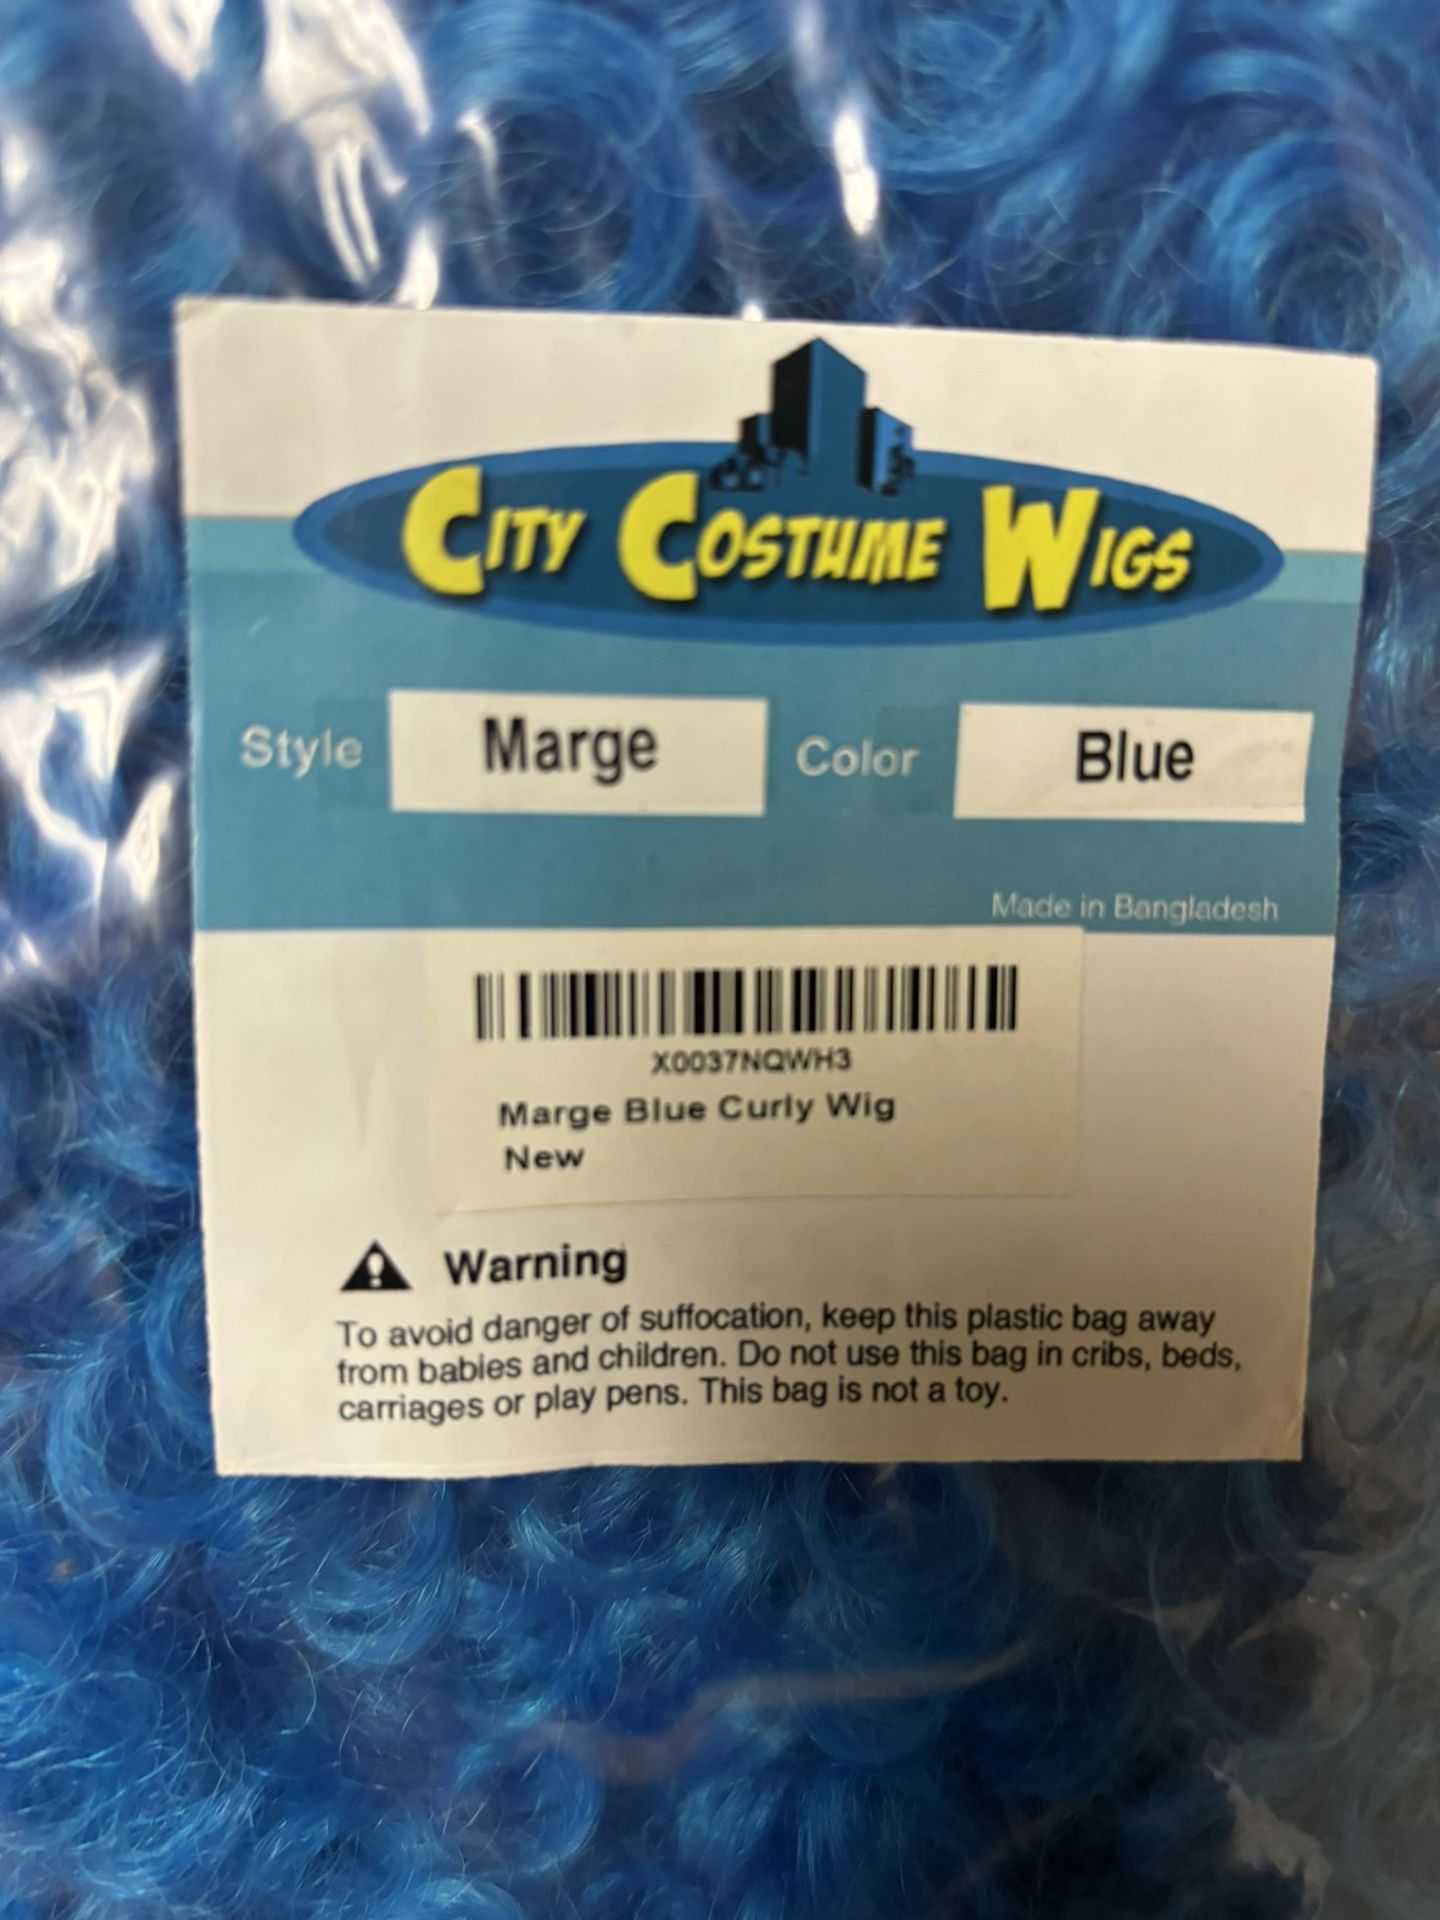 City Costume Wigs
Style Marge Color Blue
Made in Bangladesh
X0037NQWH3
Marge Blue Curly Wig
New
Warning
To avoid danger of suffocation, keep this plastic bag away
from babies and children. Do not use this bag in cribs, beds,
carriages or play pens. This bag is not a toy.